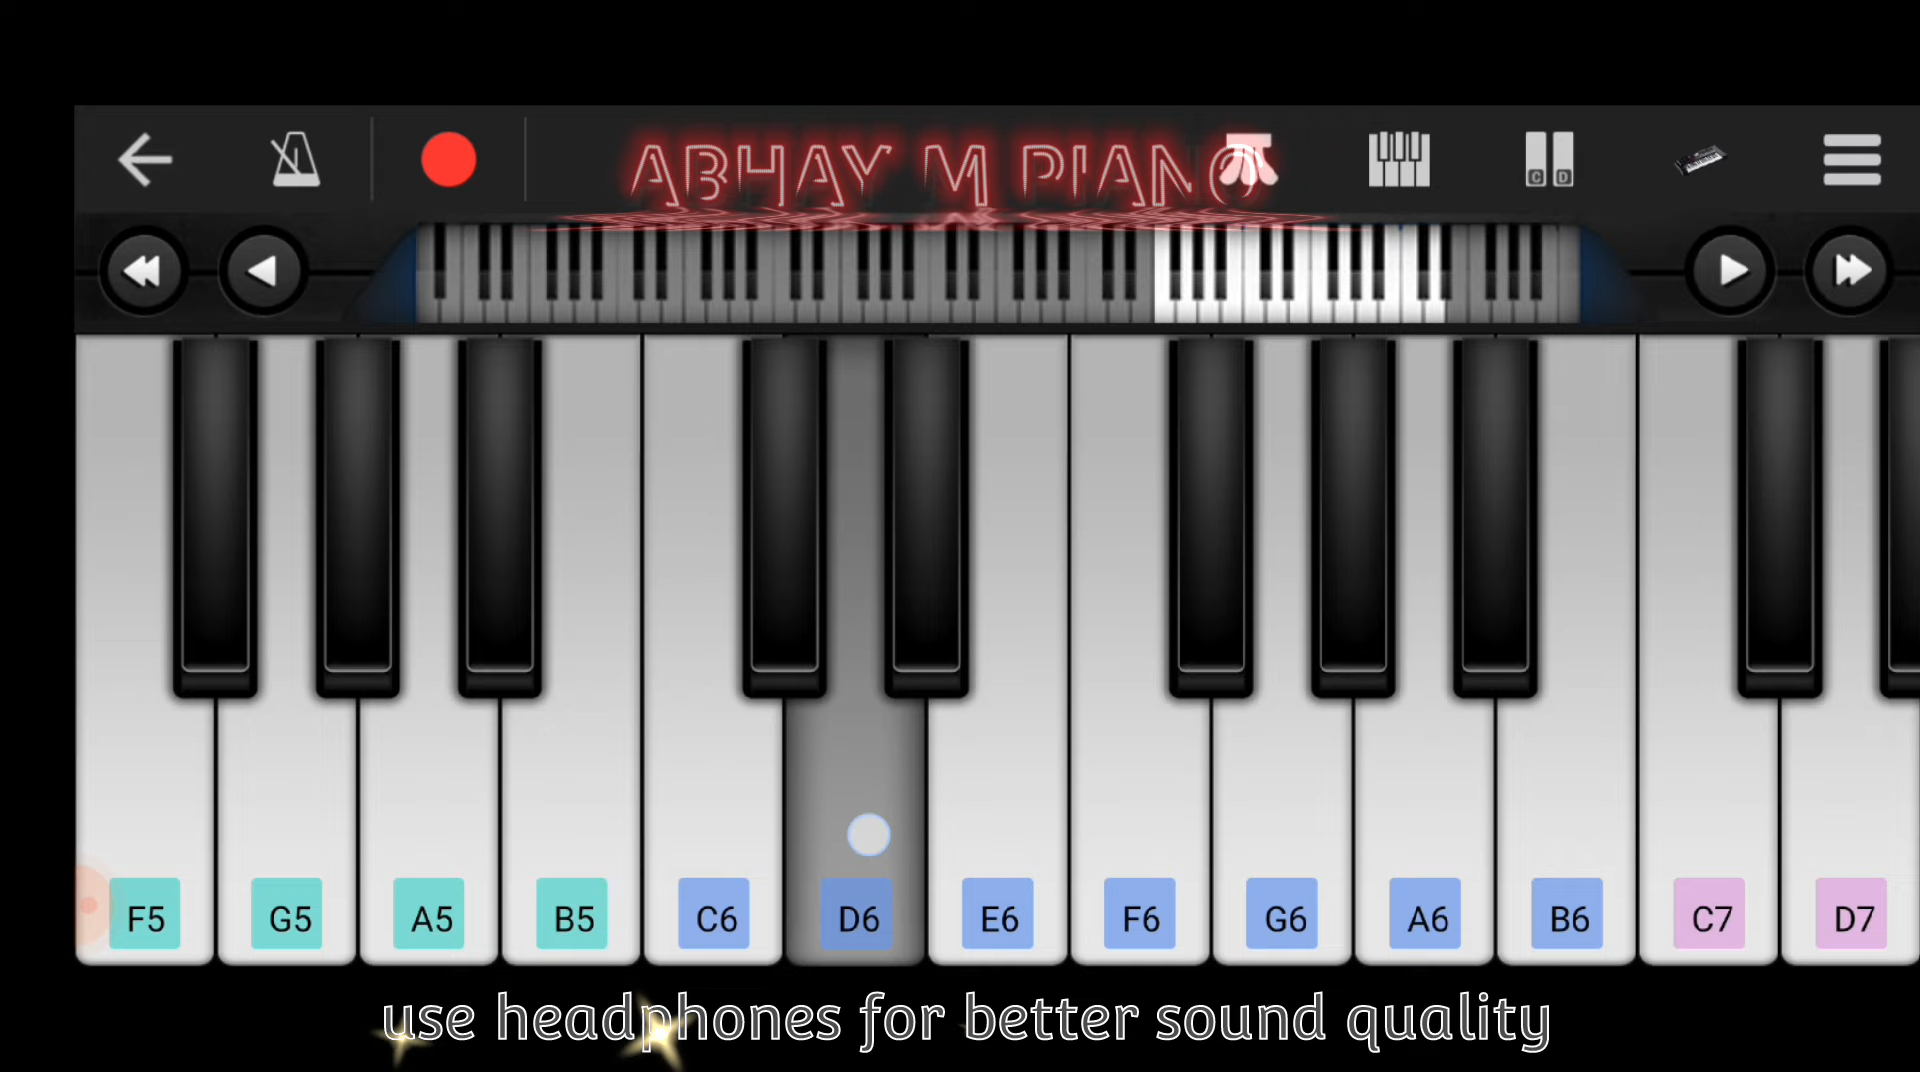 ABHAY M PIANO
C D
F5 G5 A5 B5 C6 D6 E6 F6 G6 A6 B6 C7 D7
use headphones for better sound quality